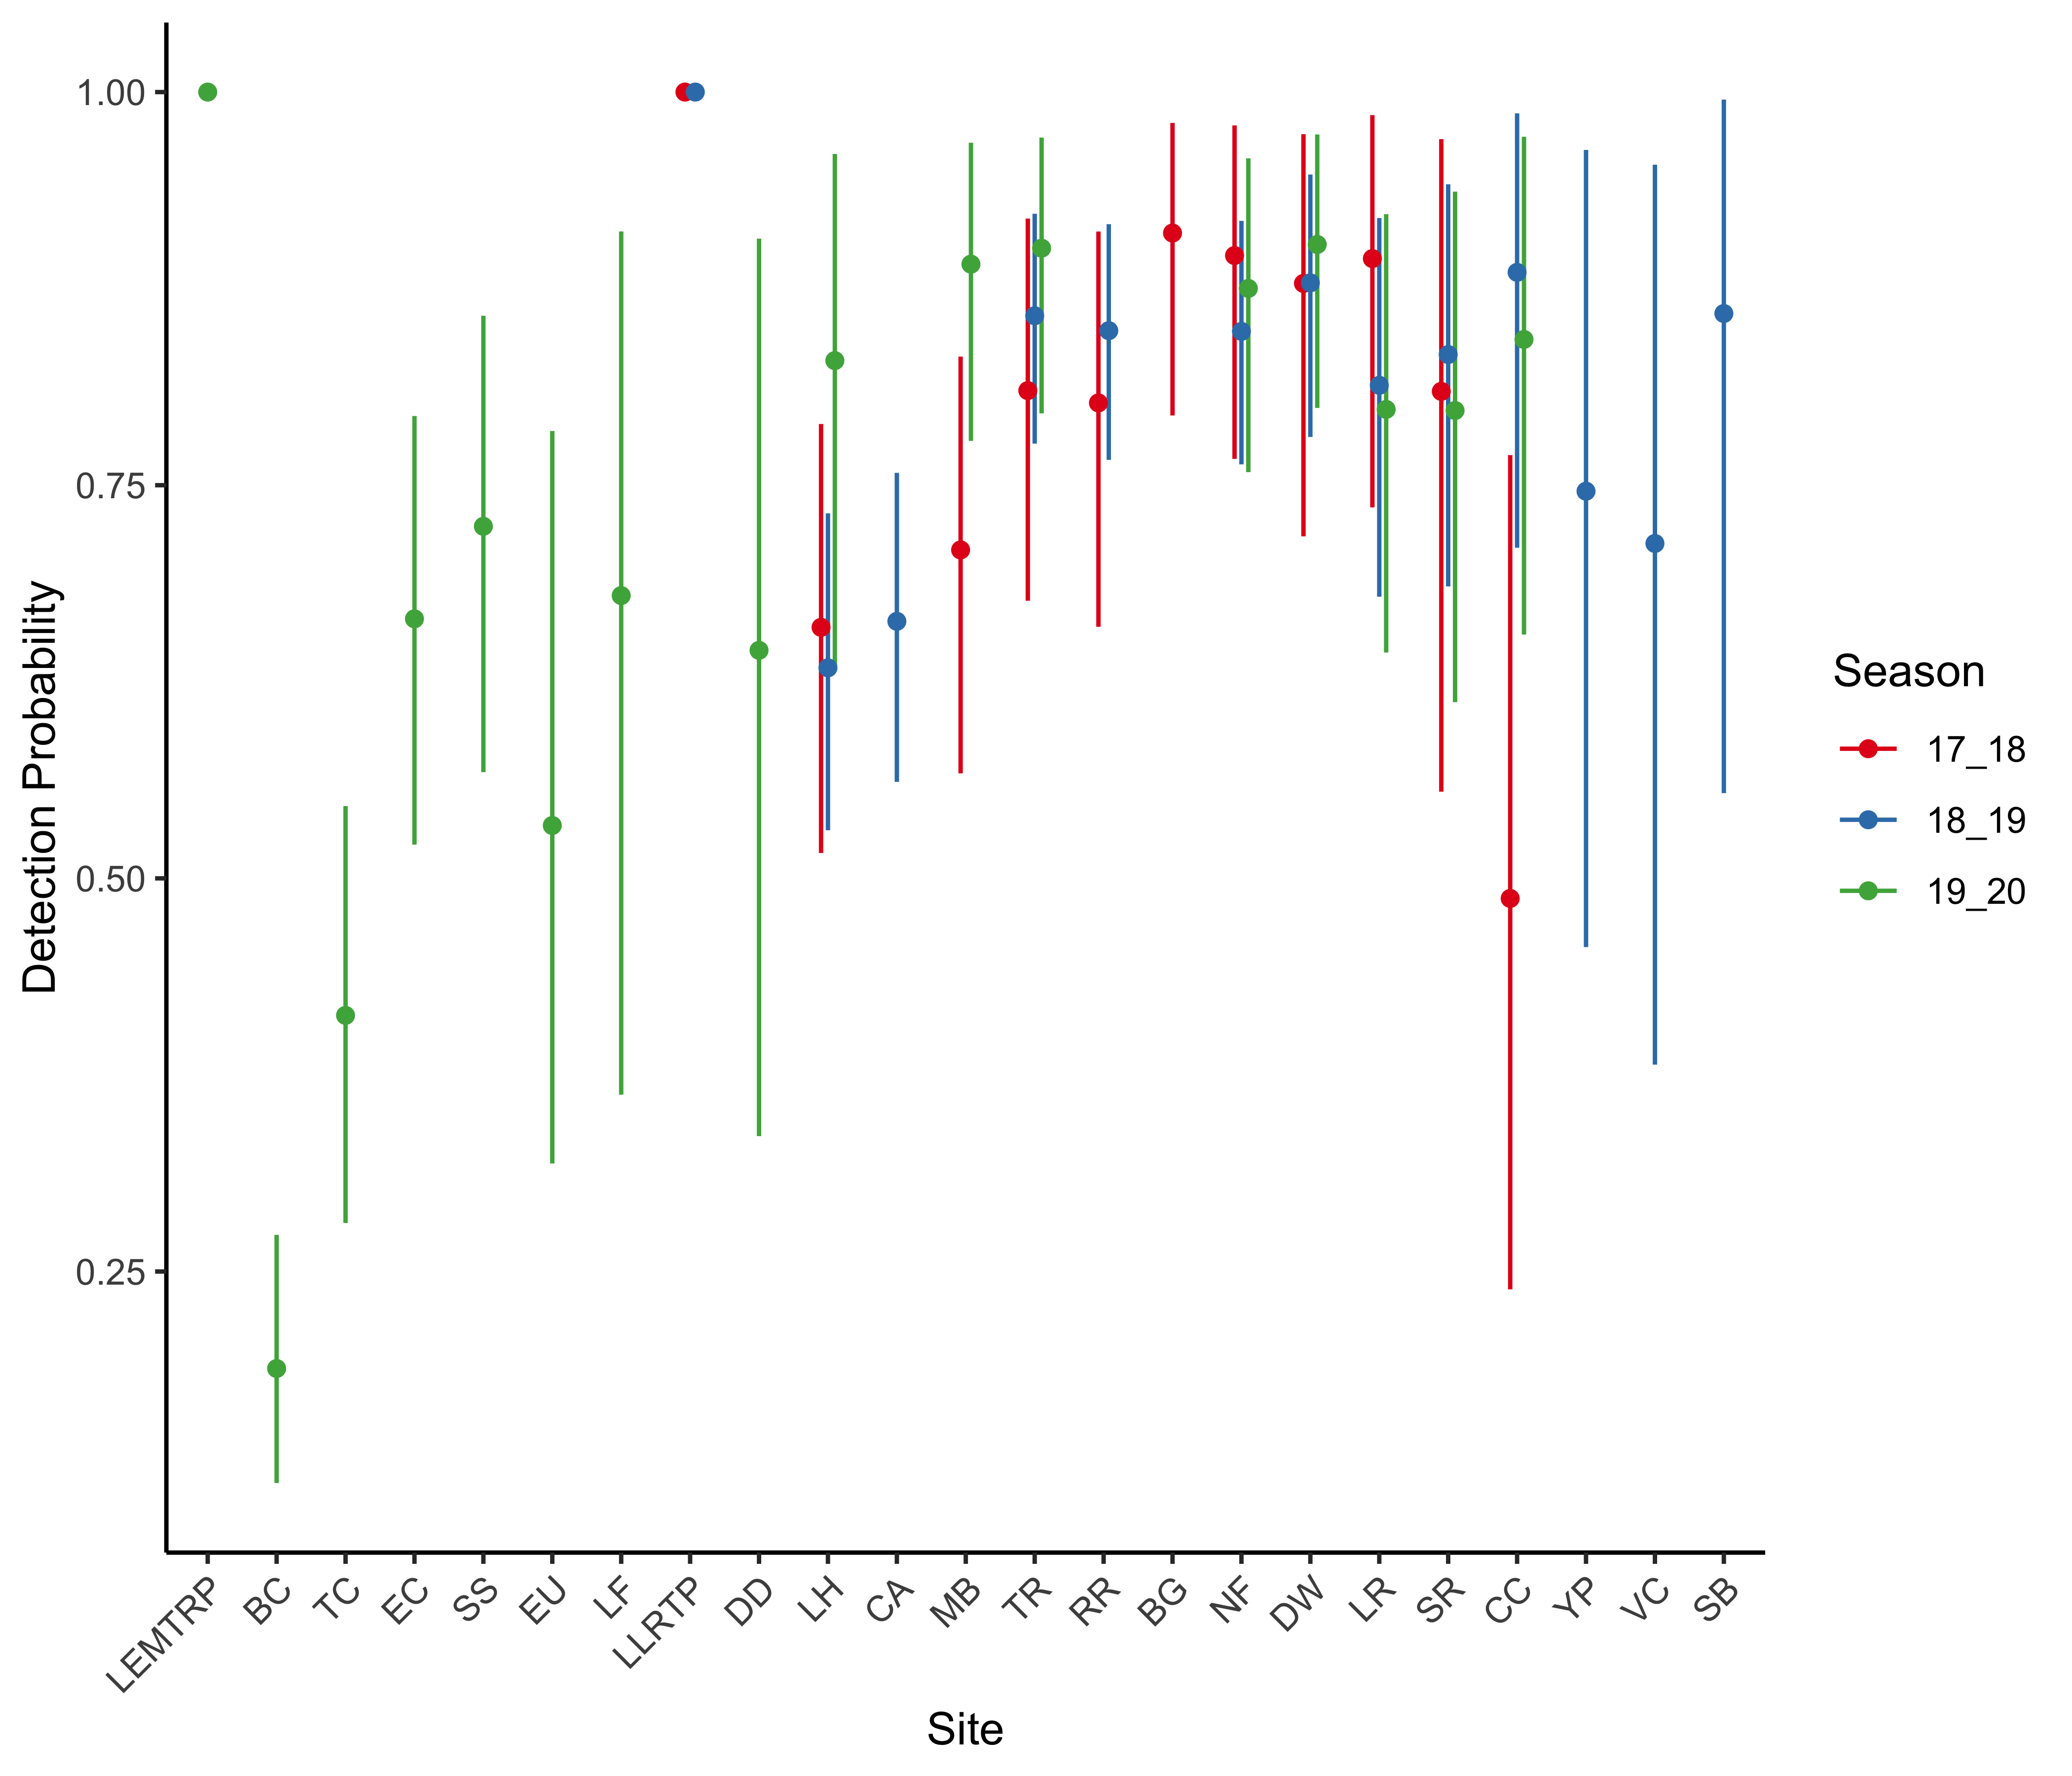 1.00
0.75
0.50
0.25
Detection Probability
LEMTRP
BC
TC
EC
SS
EU
LF
LLRTP
DD
LH
CA
MB
TR
RR
BG
NF
DW
LR
SR
CC
YP
VC
SB
Site
Season
17_18
18_19
19_20